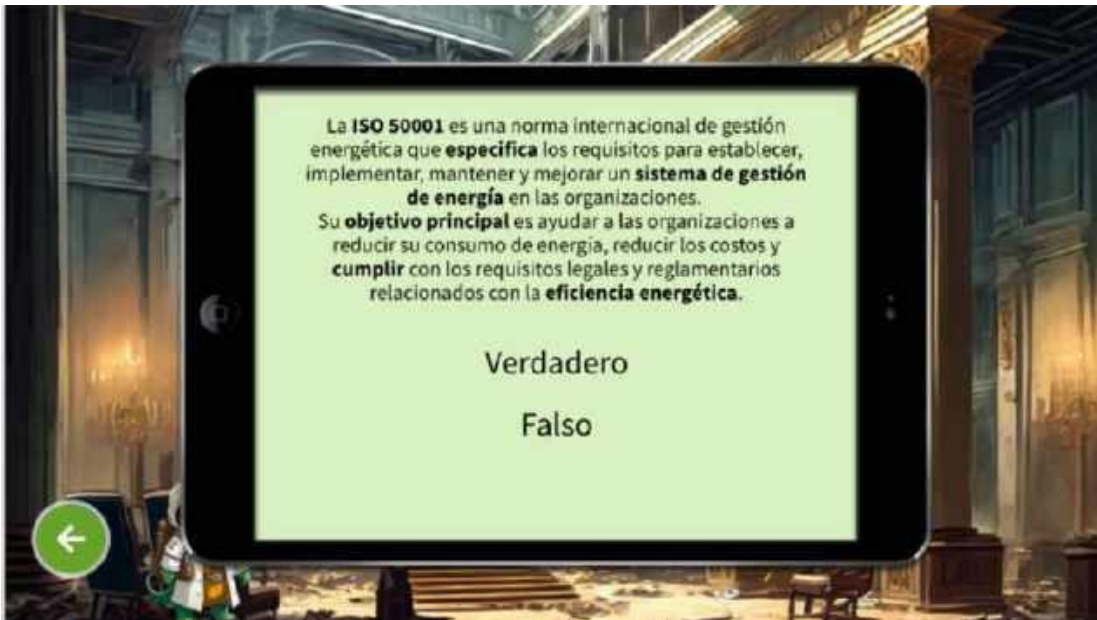 La ISO 50001 es una norma internacional de gestión
energética que especifica los requisitos para establecer,
implementar, mantener y mejorar un sistema de gestión
de energía en las organizaciones.
Su objetivo principal es ayudar a las organizaciones a
reducir su consumo de energía, reducir los costos y
cumplir con los requisitos legales y reglamentarios
relacionados con la eficiencia energética.
Verdadero
Falso